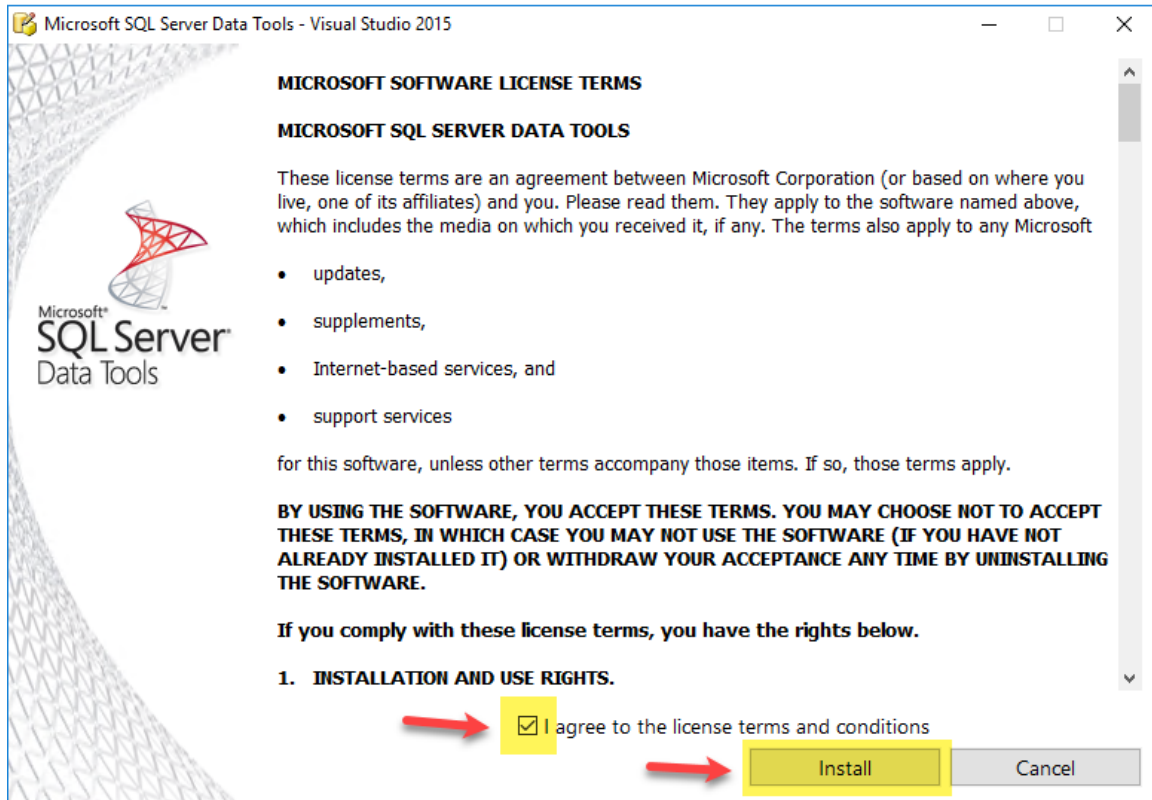 Microsoft SQL Server Data Tools - Visual Studio 2015
MICROSOFT SOFTWARE LICENSE TERMS
MICROSOFT SQL SERVER DATA TOOLS
These license terms are an agreement between Microsoft Corporation (or based on where you
live, one of its affiliates) and you. Please read them. They apply to the software named above,
which includes the media on which you received it, if any. The terms also apply to any Microsoft
• updates,
• supplements,
• Internet-based services, and
• support services
for this software, unless other terms accompany those items. If so, those terms apply.
BY USING THE SOFTWARE, YOU ACCEPT THESE TERMS. YOU MAY CHOOSE NOT TO ACCEPT
THESE TERMS, IN WHICH CASE YOU MAY NOT USE THE SOFTWARE (IF YOU HAVE NOT
ALREADY INSTALLED IT) OR WITHDRAW YOUR ACCEPTANCE ANY TIME BY UNINSTALLING
THE SOFTWARE.
If you comply with these license terms, you have the rights below.
1. INSTALLATION AND USE RIGHTS.
Microsoft®
SQL Server®
Data Tools
I agree to the license terms and conditions
Install
Cancel